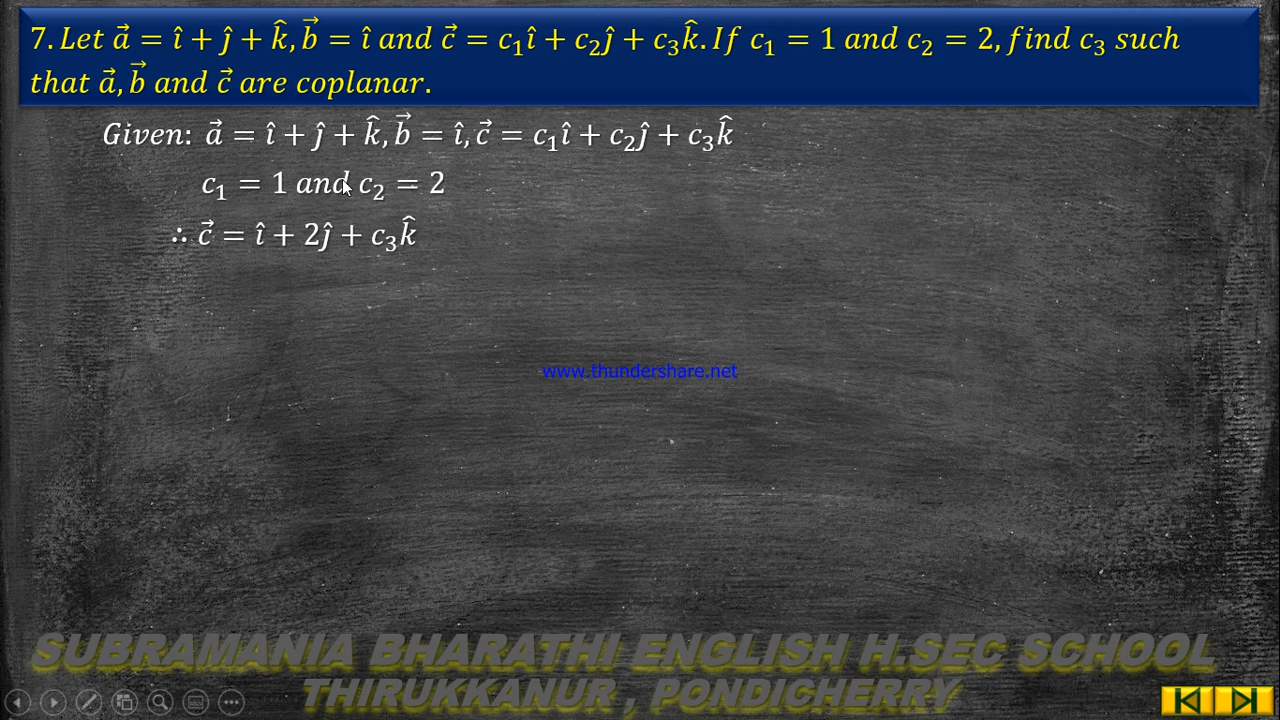 7. Let a⃗ = î + ĵ + k̂, b⃗ = î and c⃗ = c₁î + c₂ĵ + c₃k̂. If c₁ = 1 and c₂ = 2, find c₃ such
that a⃗, b⃗ and c⃗ are coplanar.
Given: a⃗ = î + ĵ + k̂, b⃗ = î, c⃗ = c₁î + c₂ĵ + c₃k̂
c₁ = 1 and c₂ = 2
∴ c⃗ = î + 2ĵ + c₃k̂
www.thundershare.net
SUBRAMANIA BHARATHI ENGLISH H.SEC SCHOOL
THIRUKKANUR , PONDICHERRY